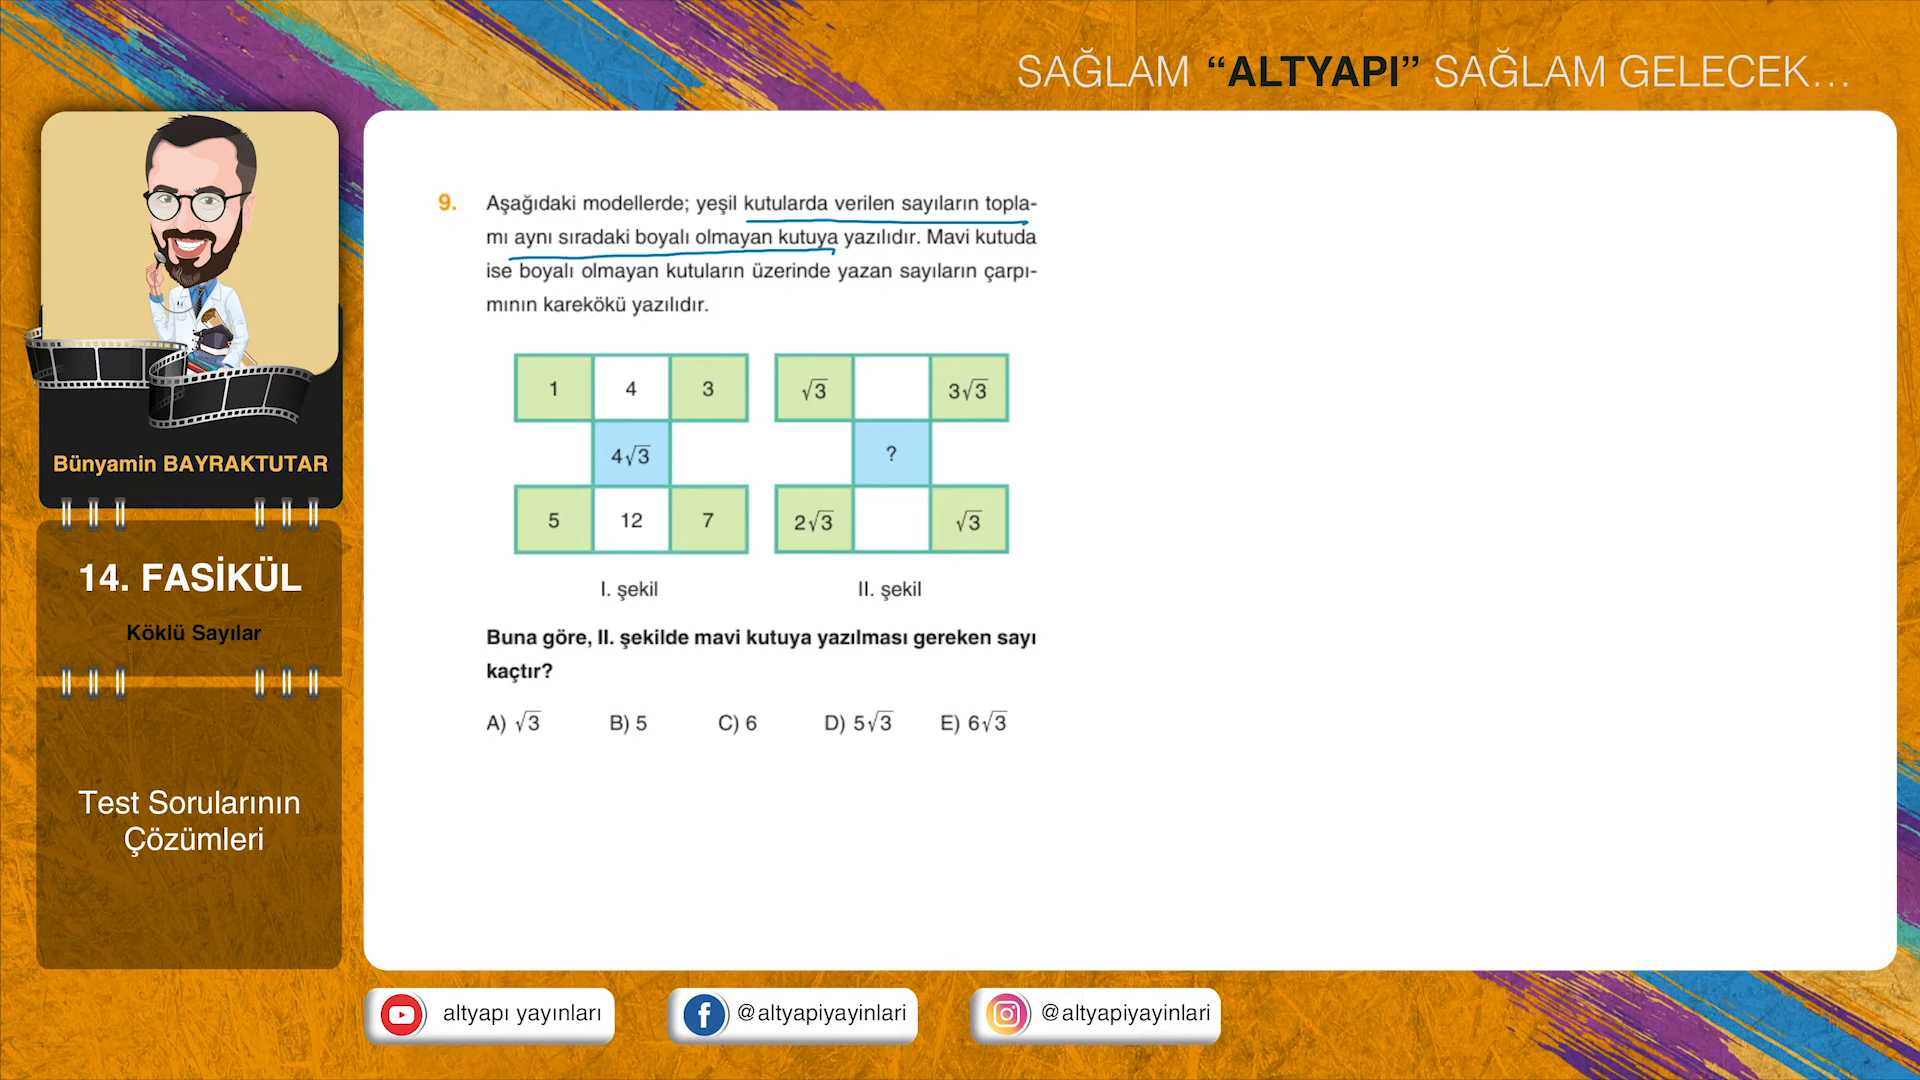 SAĞLAM “ALTYAPI” SAĞLAM GELECEK...
Bünyamin BAYRAKTUTAR
14. FASİKÜL
Köklü Sayılar
Test Sorularının
Çözümleri
9. Aşağıdaki modellerde; yeşil kutularda verilen sayıların topla-
mı aynı sıradaki boyalı olmayan kutuya yazılıdır. Mavi kutuda
ise boyalı olmayan kutuların üzerinde yazan sayıların çarpı-
mının karekökü yazılıdır.
1 4 3 √3 3√3
4√3 ?
5 12 7 2√3 √3
I. şekil II. şekil
Buna göre, II. şekilde mavi kutuya yazılması gereken sayı
kaçtır?
A) √3 B) 5 C) 6 D) 5√3 E) 6√3
altyapı yayınları @altyapiyayinlari @altyapiyayinlari